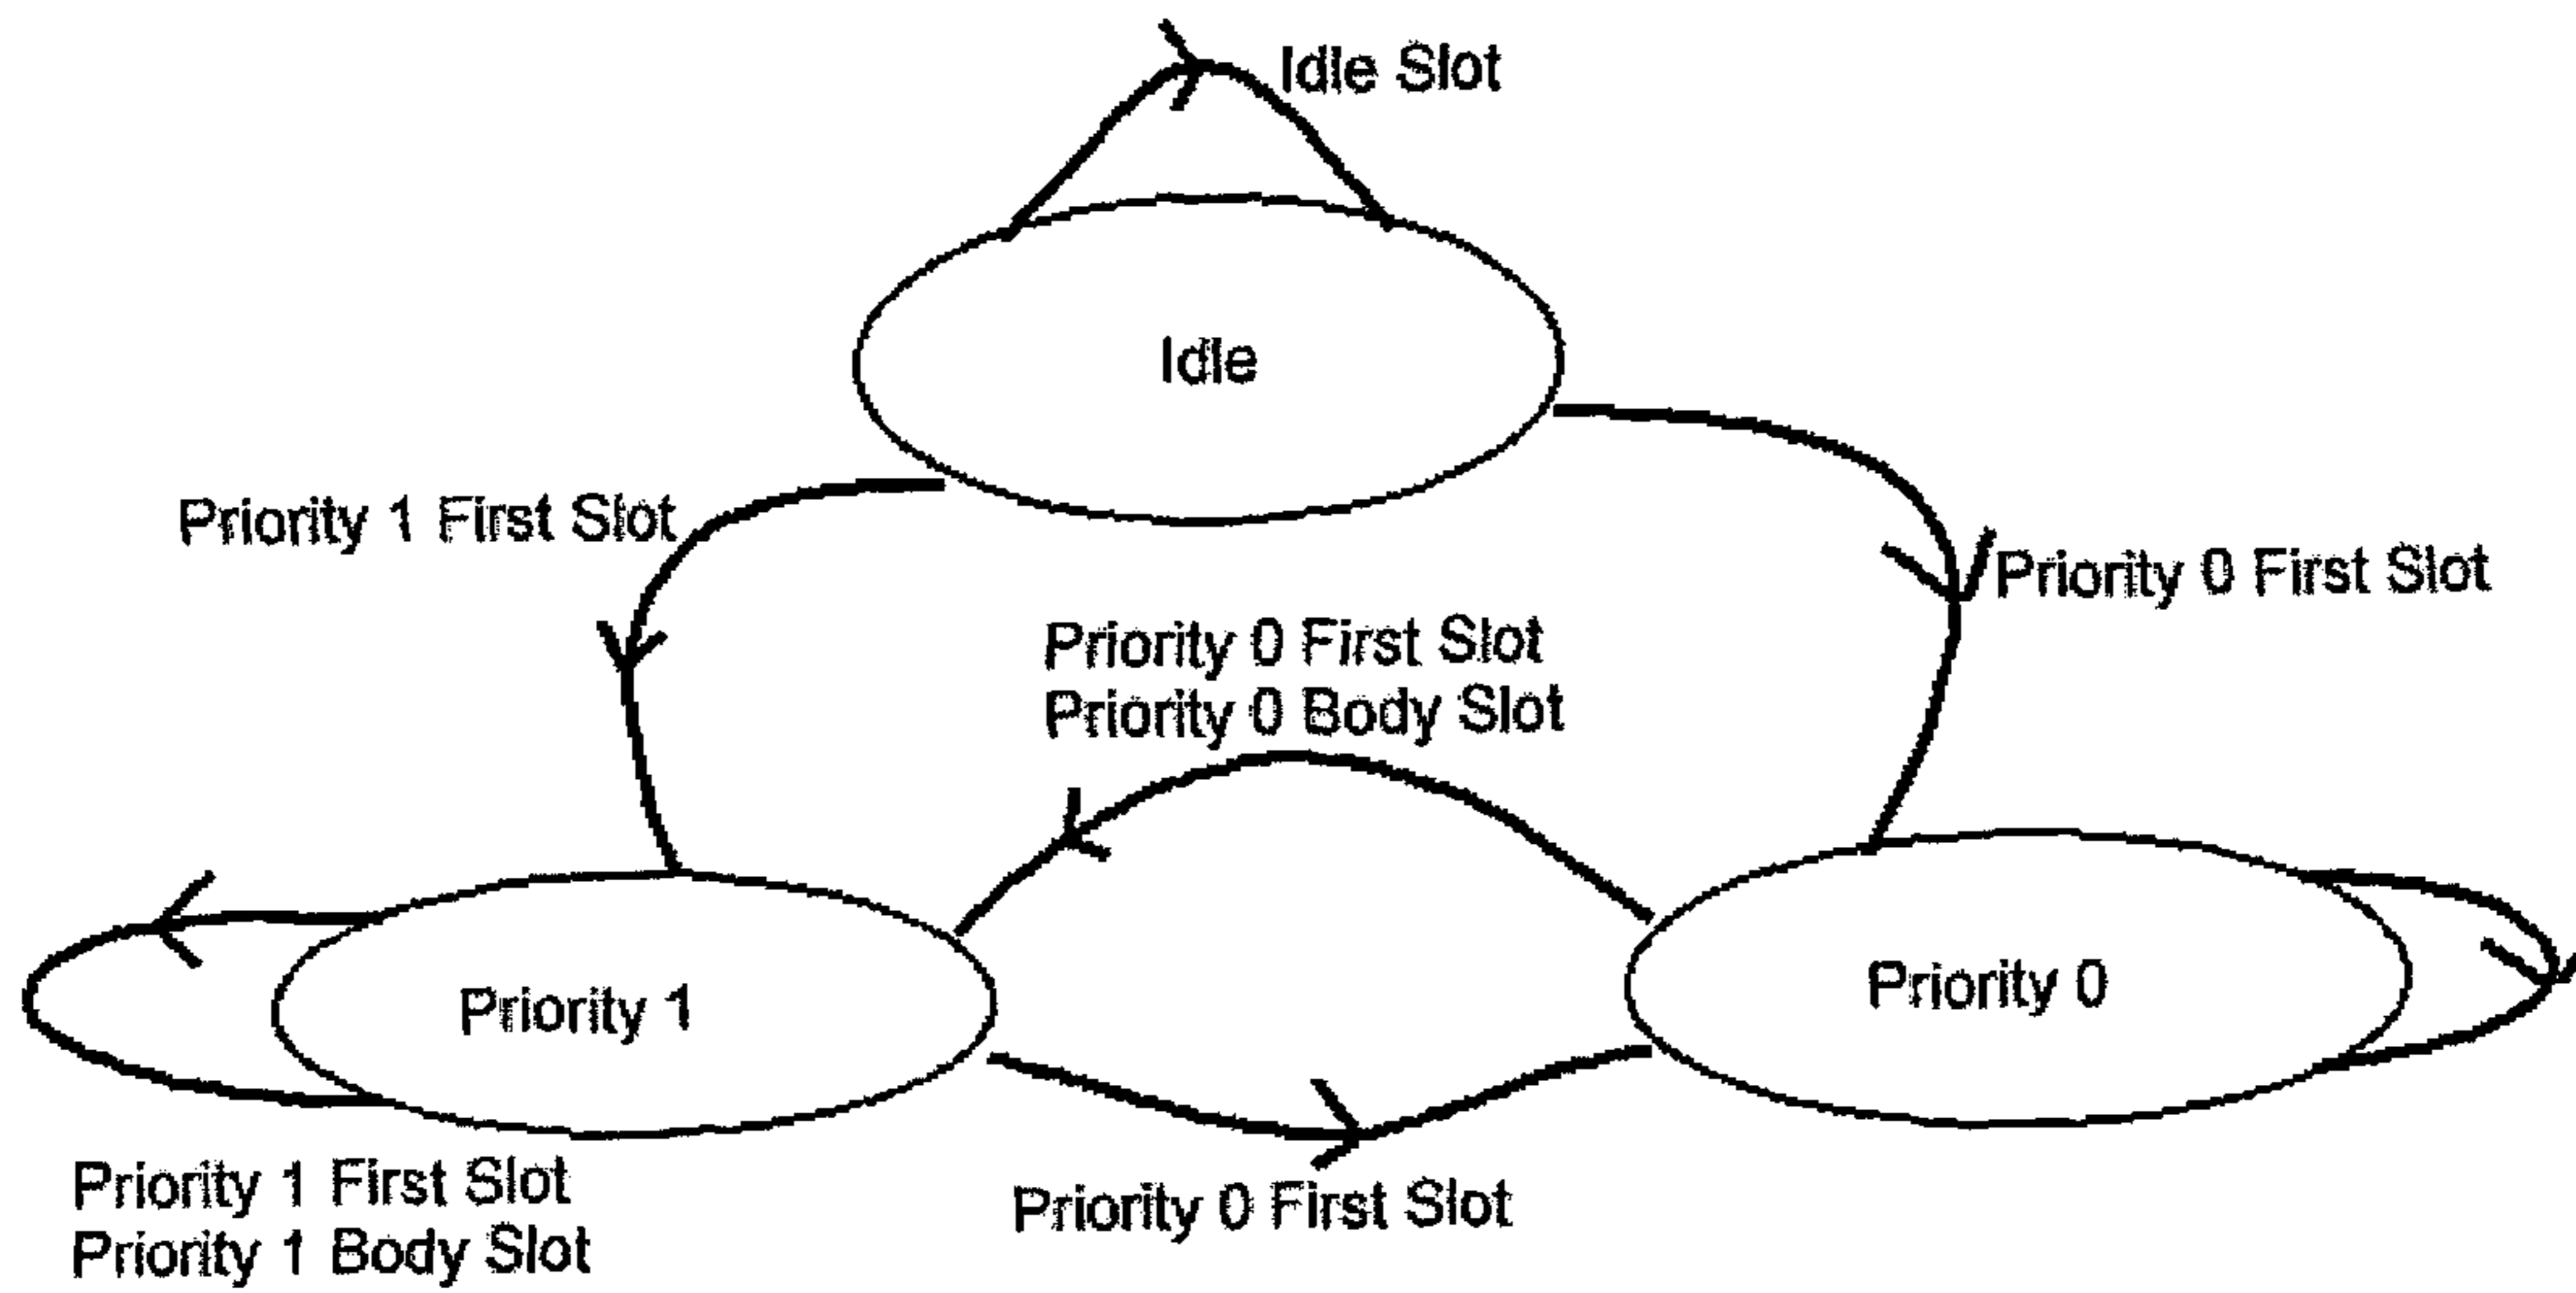 Idle Slot
Idle
Priority 1 First Slot
Priority 0 First Slot
Priority 0 First Slot
Priority 0 Body Slot
Priority 1
Priority 0
Priority 1 First Slot
Priority 1 Body Slot
Priority 0 First Slot